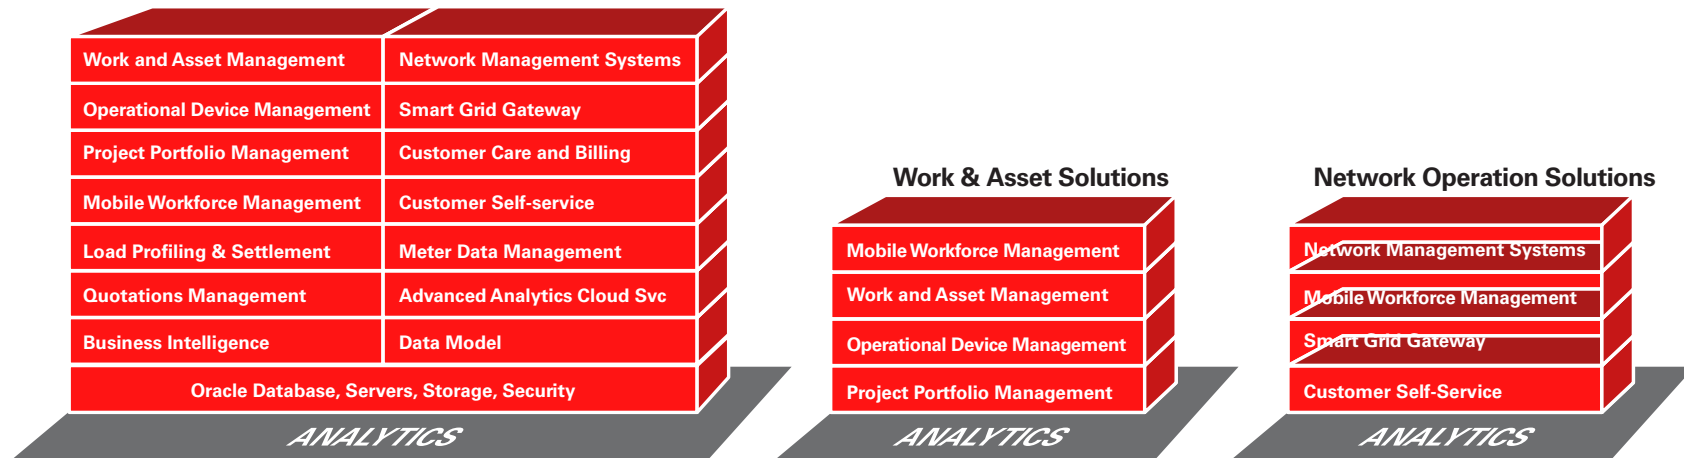 Work and Asset Management
Network Management Systems
Operational Device Management
Smart Grid Gateway
Project Portfolio Management
Customer Care and Billing
Mobile Workforce Management
Customer Self-service
Load Profiling & Settlement
Meter Data Management
Quotations Management
Advanced Analytics Cloud Svc
Business Intelligence
Data Model
Oracle Database, Servers, Storage, Security
ANALYTICS
Work & Asset Solutions
Mobile Workforce Management
Work and Asset Management
Operational Device Management
Project Portfolio Management
ANALYTICS
Network Operation Solutions
Network Management Systems
Mobile Workforce Management
Smart Grid Gateway
Customer Self-Service
ANALYTICS